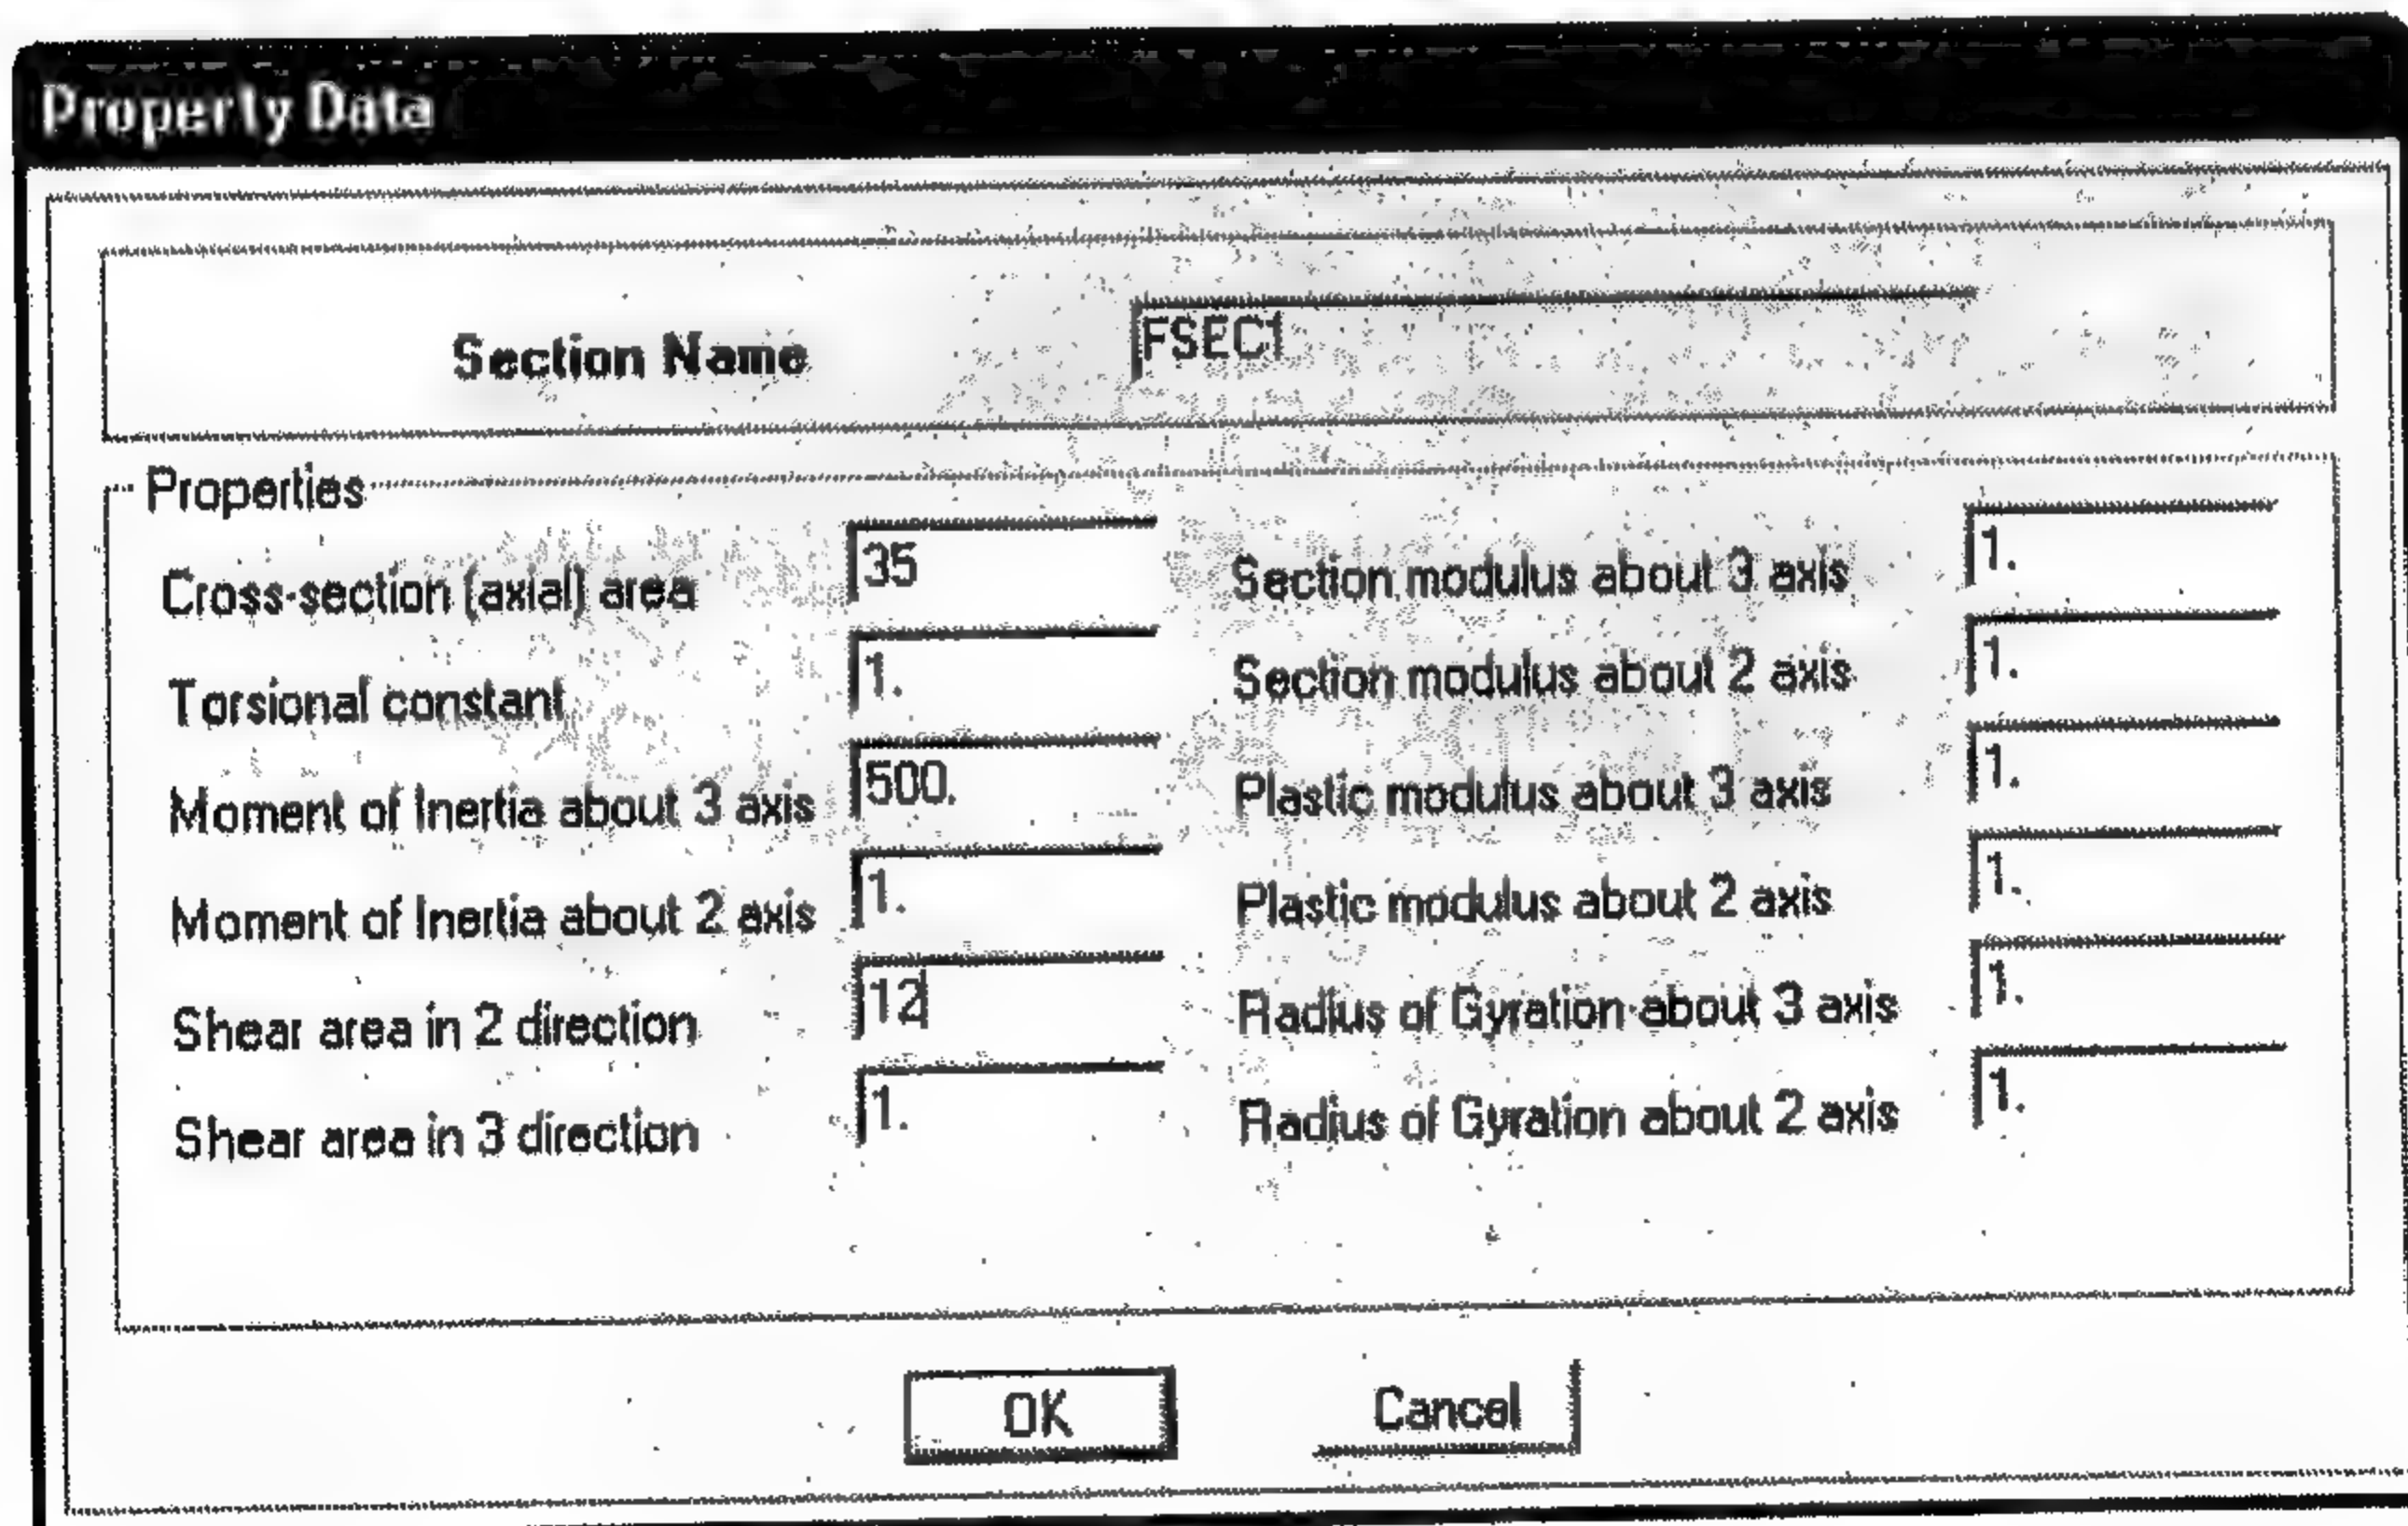 Property Data
Section Name FSEC1
Properties
Cross-section (axial) area 35 Section modulus about 3 axis 1.
Torsional constant 1. Section modulus about 2 axis 1.
Moment of Inertia about 3 axis 500. Plastic modulus about 3 axis 1.
Moment of Inertia about 2 axis 1. Plastic modulus about 2 axis 1.
Shear area in 2 direction 12 Radius of Gyration about 3 axis 1.
Shear area in 3 direction 1. Radius of Gyration about 2 axis 1.
OK Cancel